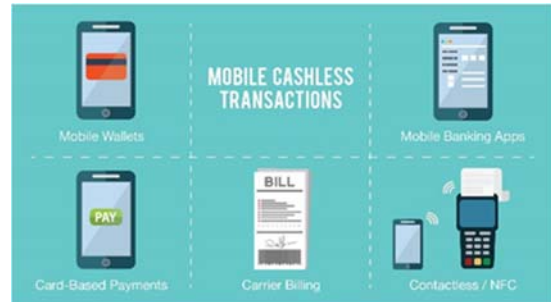 MOBILE CASHLESS
TRANSACTIONS
Mobile Wallets
Mobile Banking Apps
PAY
BILL
Card-Based Payments
Carrier Billing
Contactless / NFC